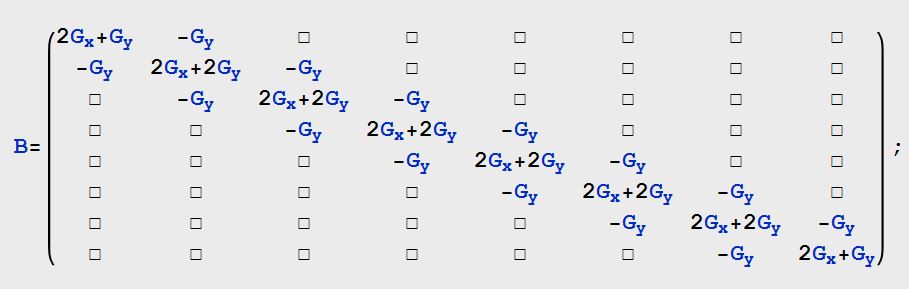 2Gx+Gy -Gy □ □ □ □ □ □
-Gy 2Gx+2Gy -Gy □ □ □ □ □
□ -Gy 2Gx+2Gy -Gy □ □ □ □
□ □ -Gy 2Gx+2Gy -Gy □ □ □
B= □ □ □ -Gy 2Gx+2Gy -Gy □ □ ;
□ □ □ □ -Gy 2Gx+2Gy -Gy □
□ □ □ □ □ -Gy 2Gx+2Gy -Gy
□ □ □ □ □ □ -Gy 2Gx+Gy